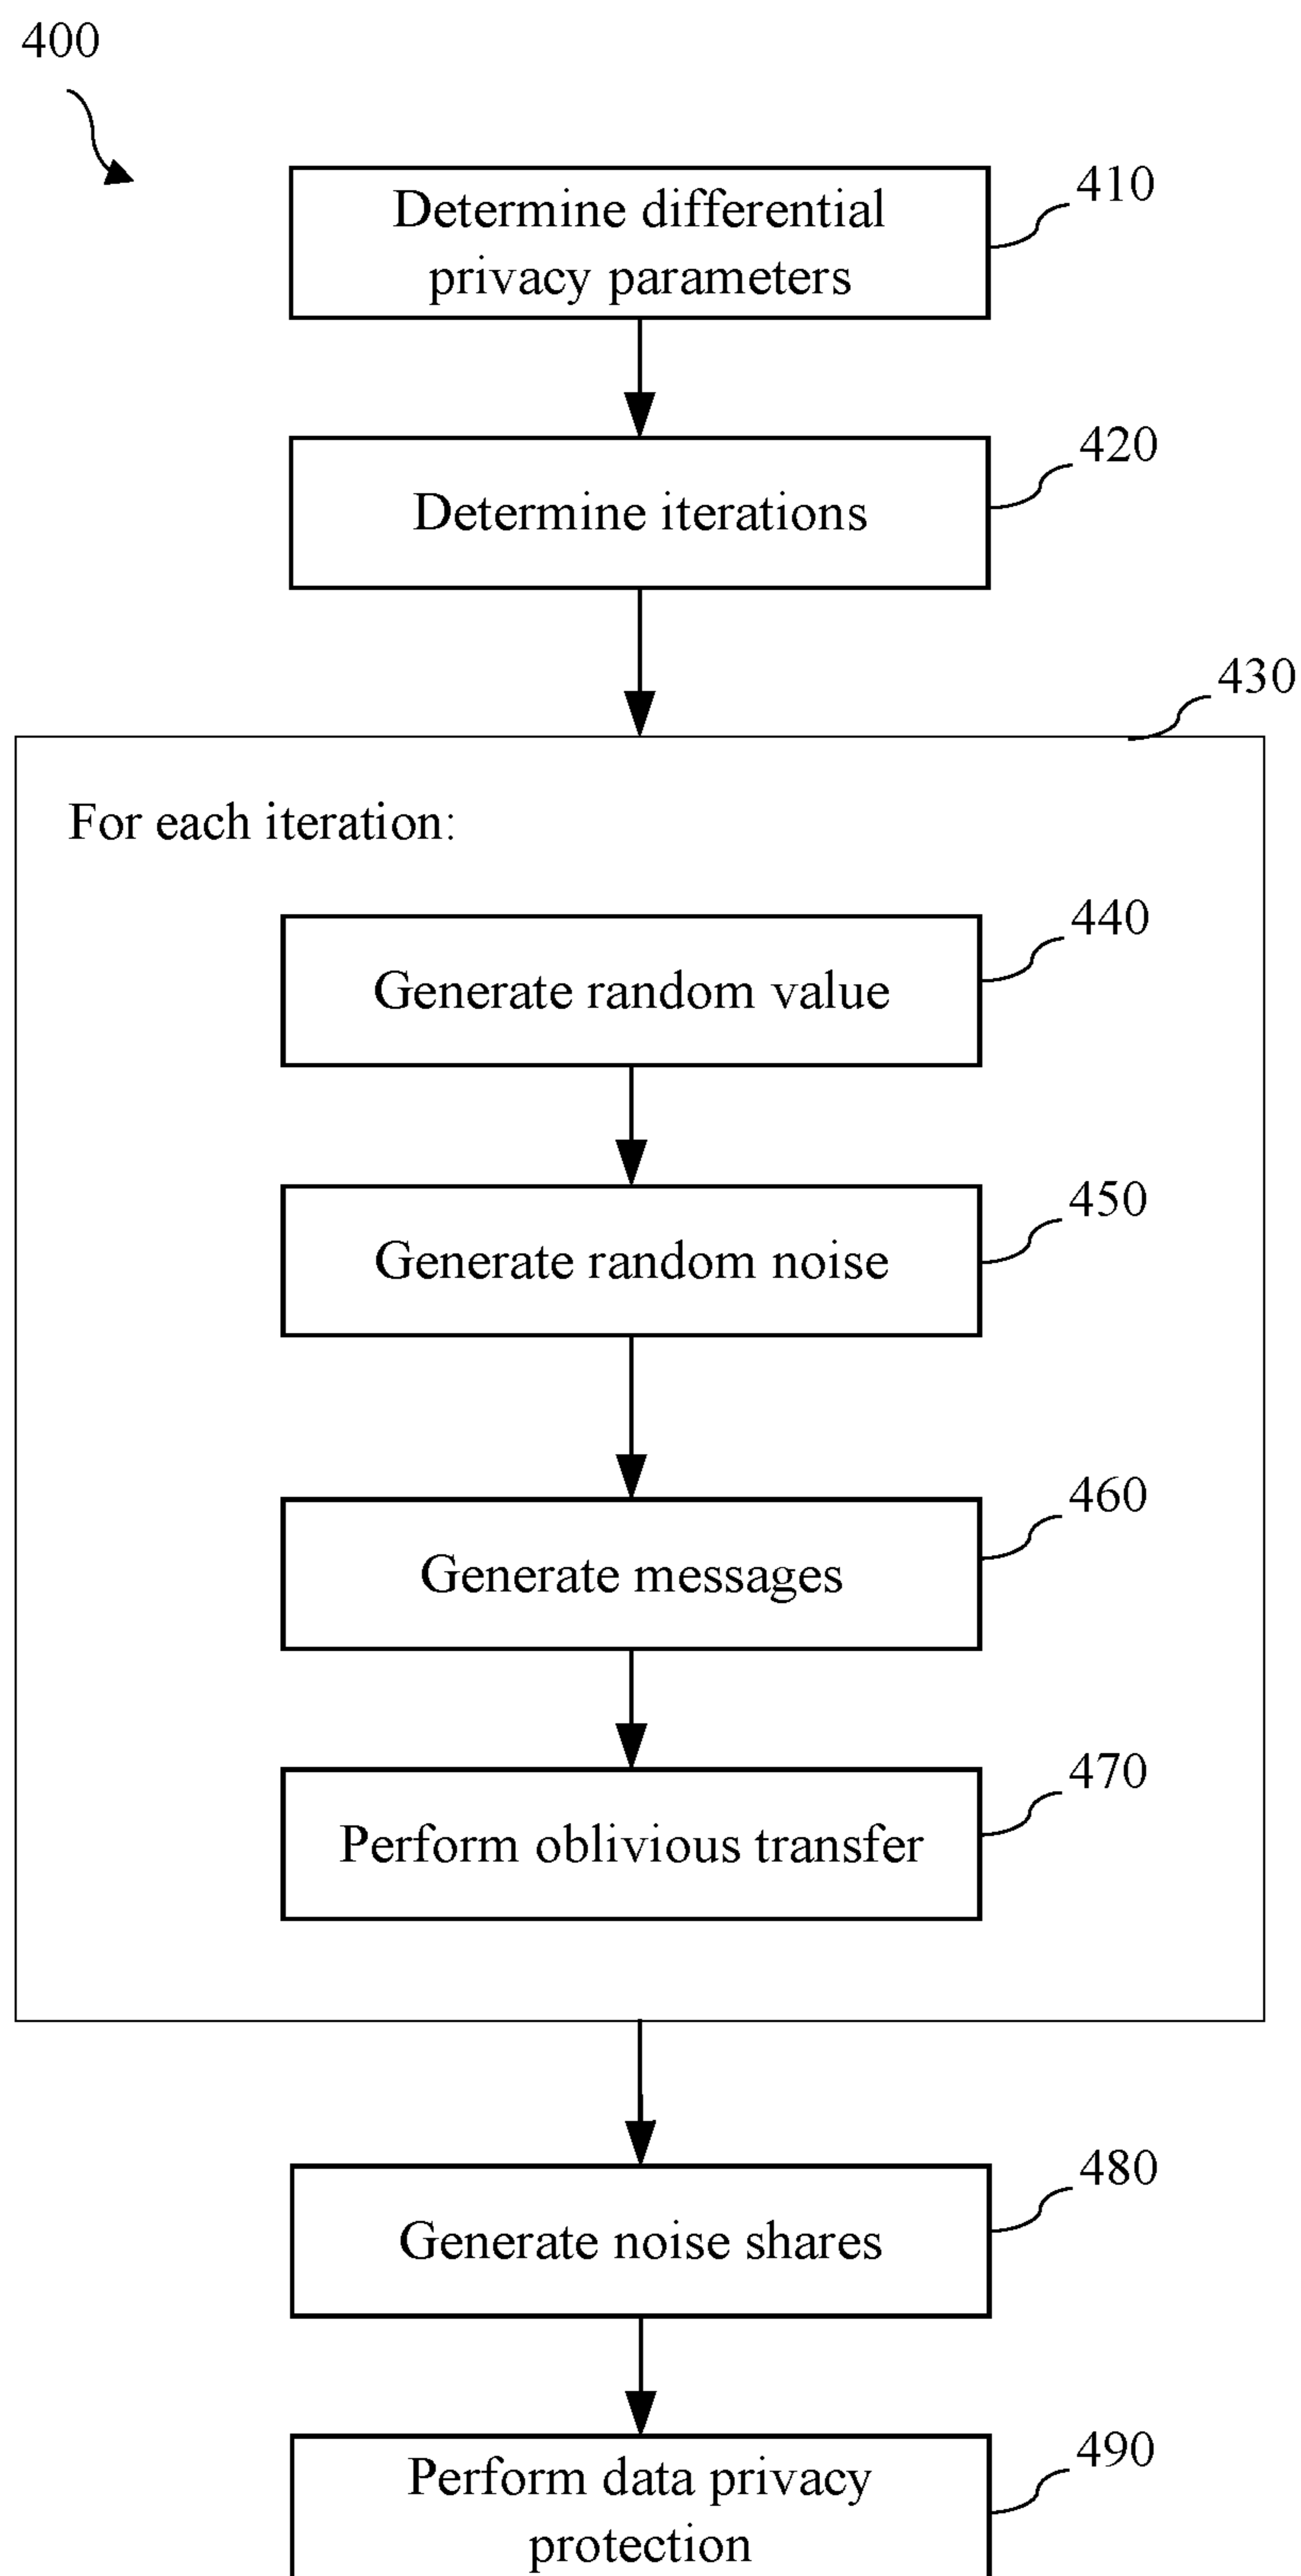 400
Determine differential
privacy parameters
410
Determine iterations
420
430
For each iteration:
Generate random value
440
Generate random noise
450
Generate messages
460
Perform oblivious transfer
470
Generate noise shares
480
Perform data privacy
protection
490